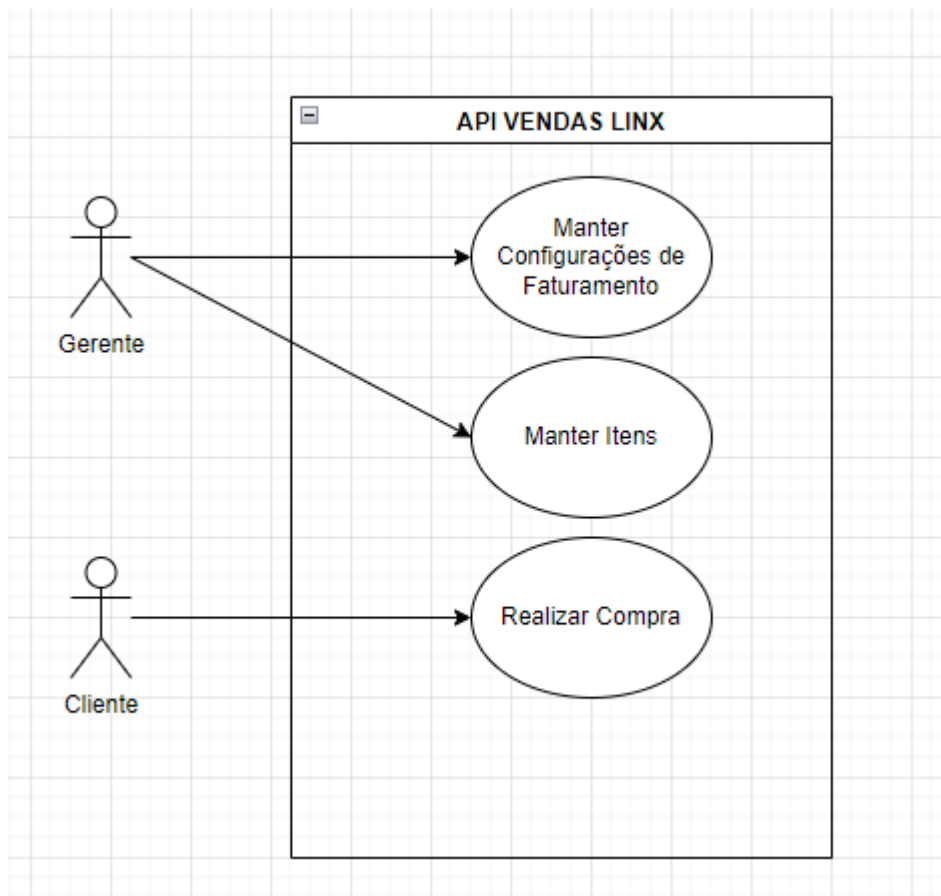 API VENDAS LINX
Manter
Configurações de
Faturamento
Gerente
Manter Itens
Realizar Compra
Cliente